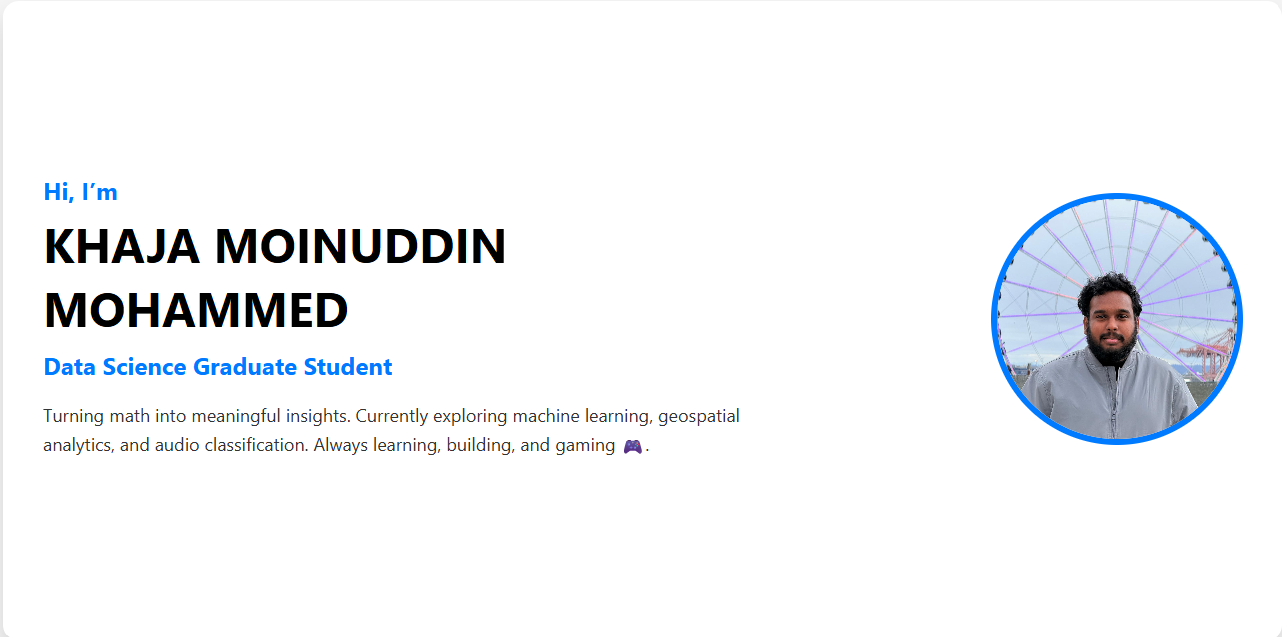 Hi, I’m
KHAJA MOINUDDIN
MOHAMMED
Data Science Graduate Student
Turning math into meaningful insights. Currently exploring machine learning, geospatial
analytics, and audio classification. Always learning, building, and gaming 🎮.